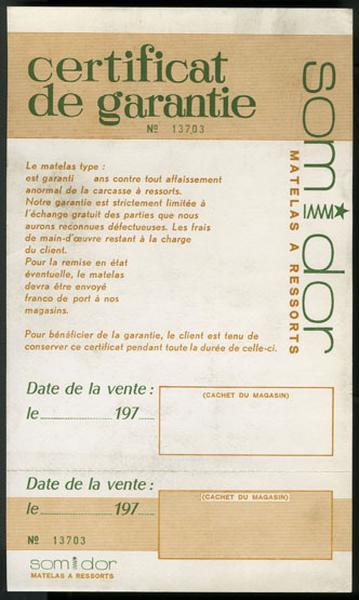 certificat
de garantie
Nº 13703
som dor
MATELAS A RESSORTS
Le matelas type :
est garanti ans contre tout affaissement
anormal de la carcasse à ressorts.
Notre garantie est strictement limitée à
l'échange gratuit des parties que nous
aurons reconnues défectueuses. Les frais
de main-d'œuvre restant à la charge
du client.
Pour la remise en état
éventuelle, le matelas
devra être envoyé
franco de port à nos
magasins.
Pour bénéficier de la garantie, le client est tenu de
conserver ce certificat pendant toute la durée de celle-ci.
Date de la vente :
le.....................197.....
(CACHET DU MAGASIN)
Date de la vente :
le.....................197.....
(CACHET DU MAGASIN)
Nº 13703
som dor
MATELAS A RESSORTS